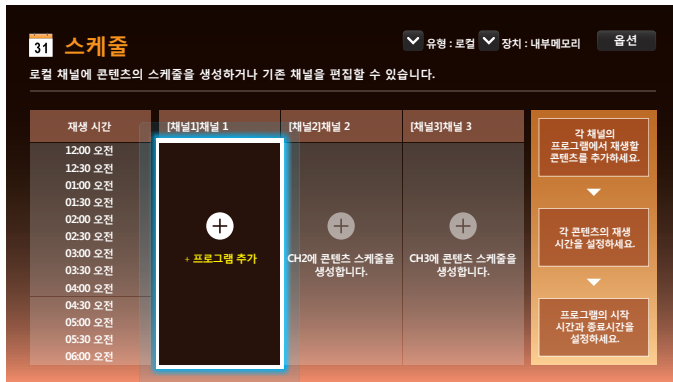 31 스케줄
유형 : 로컬 장치 : 내부메모리 옵션
로컬 채널에 콘텐츠의 스케줄을 생성하거나 기존 채널을 편집할 수 있습니다.
재생 시간 [채널1]채널 1 [채널2]채널 2 [채널3]채널 3
12:00 오전
12:30 오전
01:00 오전
01:30 오전
02:00 오전
02:30 오전
03:00 오전
03:30 오전
04:00 오전
04:30 오전
05:00 오전
05:30 오전
06:00 오전
+ 프로그램 추가
CH2에 콘텐츠 스케줄을
생성합니다.
CH3에 콘텐츠 스케줄을
생성합니다.
각 채널의
프로그램에서 재생할
콘텐츠를 추가하세요.
각 콘텐츠의 재생
시간을 설정하세요.
프로그램의 시작
시간과 종료시간을
설정하세요.